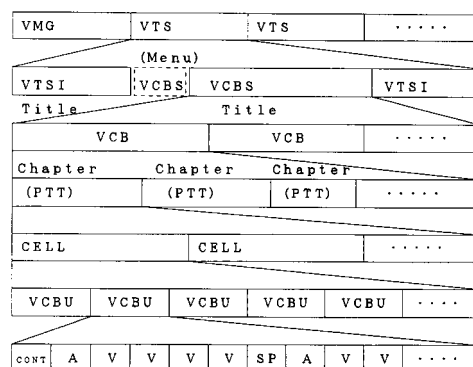 VMG VTS VTS ·····
(Menu)
VTSI VCBS VCBS VTSI
Title Title
VCB VCB ·····
Chapter Chapter Chapter
(PTT) (PTT) (PTT) ·····
CELL CELL ····
VCBU VCBU VCBU VCBU VCBU ····
CONT A V V V V SP A V V ····